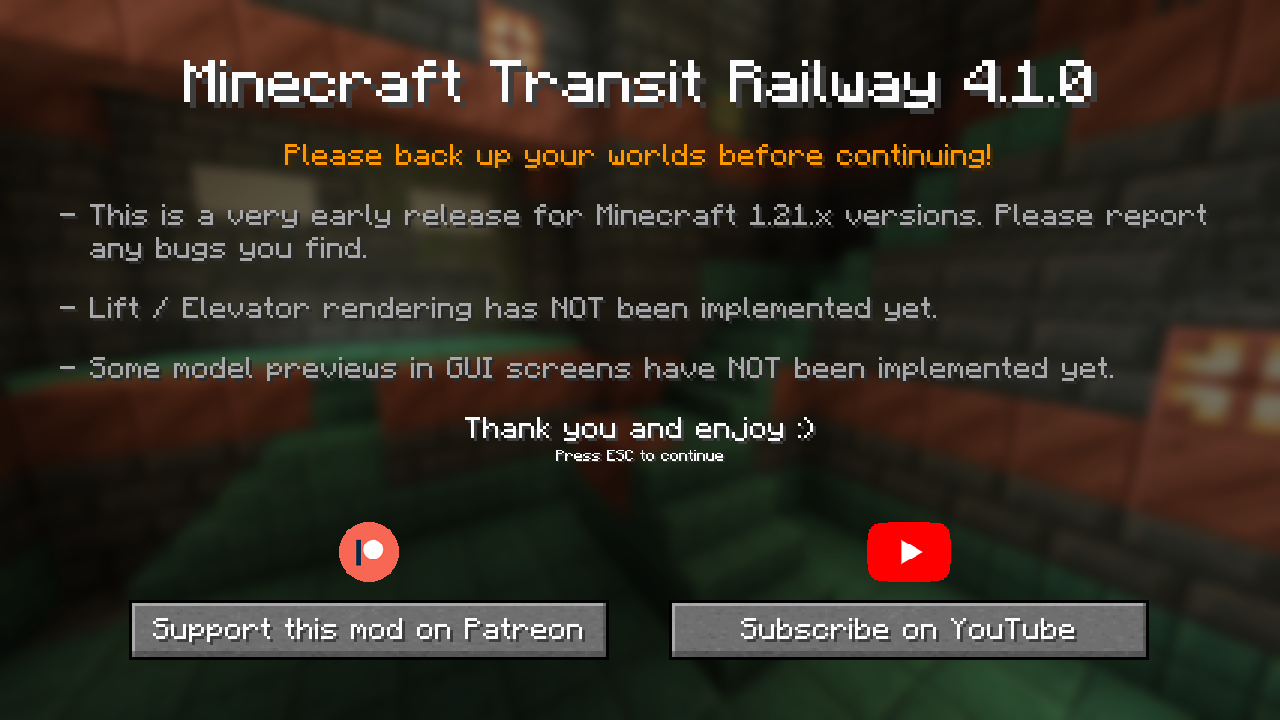 Minecraft Transit Railway 4.1.0
Please back up your worlds before continuing!
- This is a very early release for Minecraft 1.21.x versions. Please report
any bugs you find.
- Lift / Elevator rendering has NOT been implemented yet.
- Some model previews in GUI screens have NOT been implemented yet.
Thank you and enjoy :)
Press ESC to continue
Support this mod on Patreon
Subscribe on YouTube